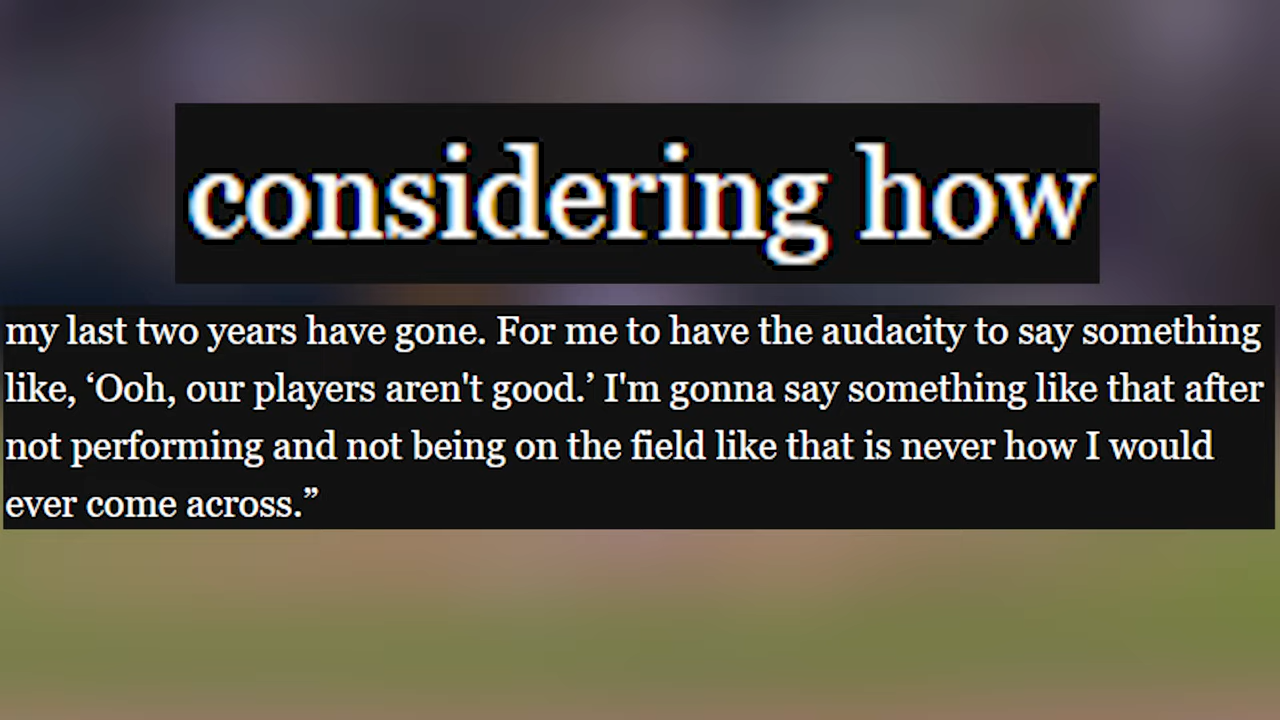 considering how
my last two years have gone. For me to have the audacity to say something
like, ‘Ooh, our players aren't good.’ I'm gonna say something like that after
not performing and not being on the field like that is never how I would
ever come across.”